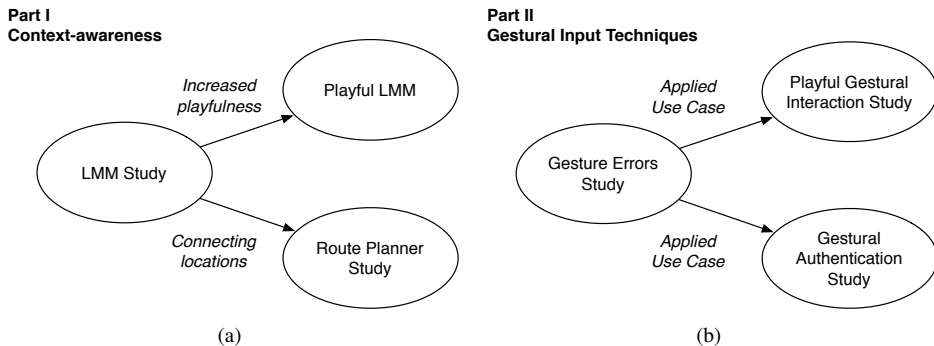 Part I
Context-awareness
Increased
playfulness
Playful LMM
LMM Study
Connecting
locations
Route Planner
Study
(a)
Part II
Gestural Input Techniques
Applied
Use Case
Playful Gestural
Interaction Study
Gesture Errors
Study
Applied
Use Case
Gestural
Authentication
Study
(b)